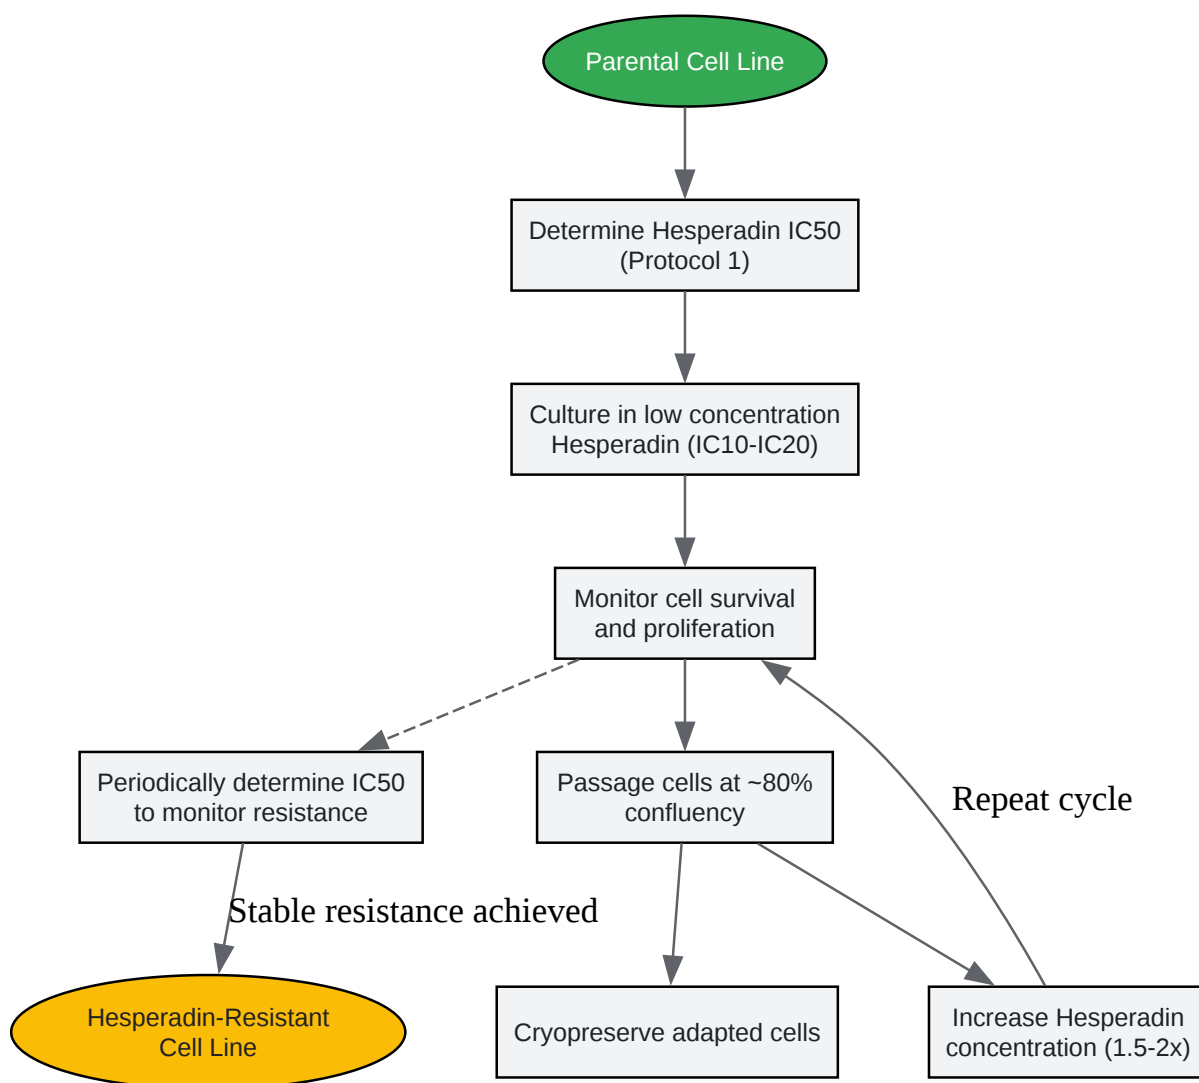 Parental Cell Line
Determine Hesperadin IC50
(Protocol 1)
Culture in low concentration
Hesperadin (IC10-IC20)
Monitor cell survival
and proliferation
Periodically determine IC50
to monitor resistance
Passage cells at ~80%
confluency
Repeat cycle
Stable resistance achieved
Hesperadin-Resistant
Cell Line
Cryopreserve adapted cells
Increase Hesperadin
concentration (1.5-2x)